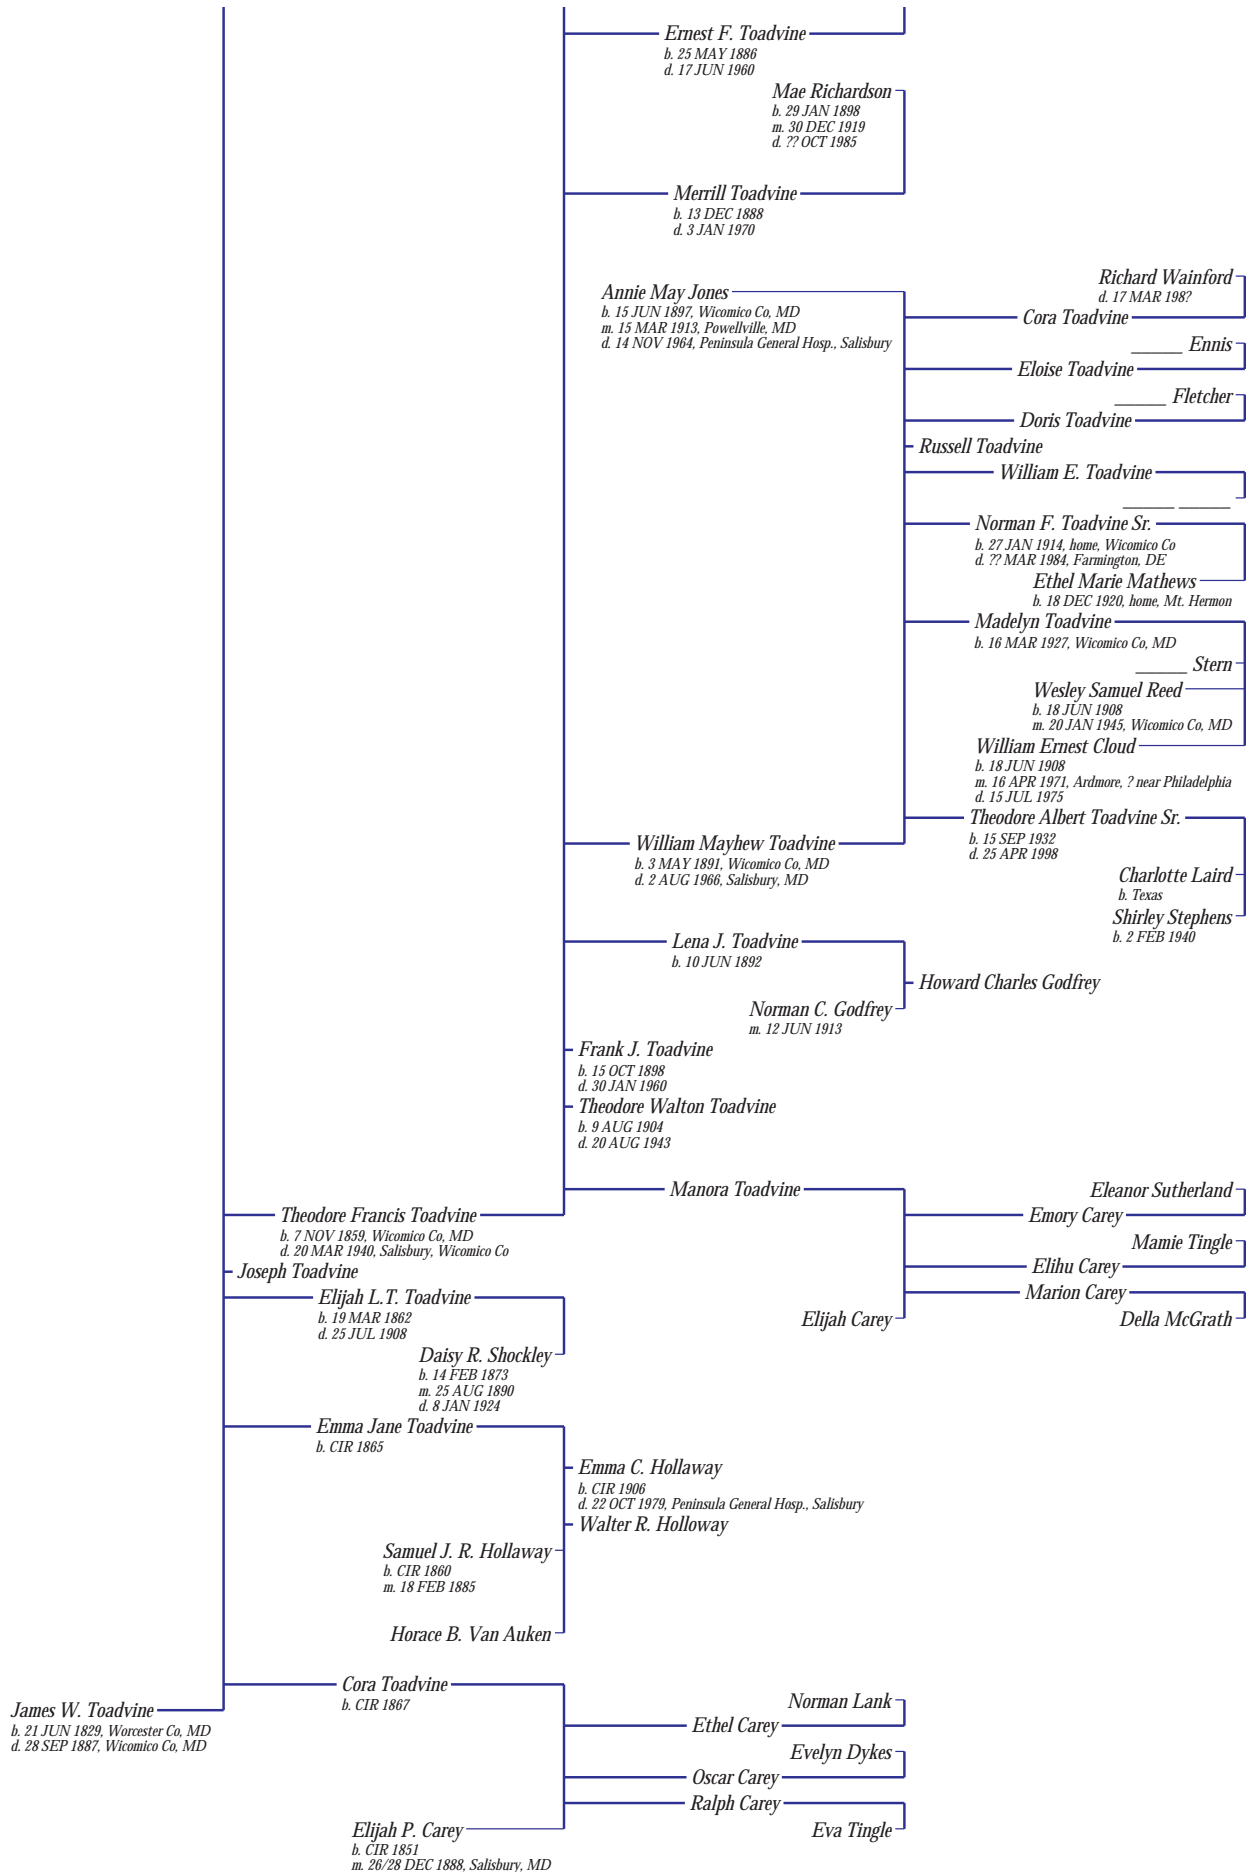 Ernest F. Toadvine
b. 25 MAY 1886
d. 17 JUN 1960
Mae Richardson
b. 29 JAN 1898
m. 30 DEC 1919
d. ?? OCT 1985
Merrill Toadvine
b. 13 DEC 1888
d. 3 JAN 1970
Richard Wainford
d. 17 MAR 198?
Annie May Jones
b. 15 JUN 1897, Wicomico Co, MD
m. 15 MAR 1913, Powellville, MD
d. 14 NOV 1964, Peninsula General Hosp., Salisbury
Cora Toadvine
______ Ennis
Eloise Toadvine
______ Fletcher
Doris Toadvine
Russell Toadvine
William E. Toadvine
______ ______
Norman F. Toadvine Sr.
b. 27 JAN 1914, home, Wicomico Co
d. ?? MAR 1984, Farmington, DE
Ethel Marie Mathews
b. 18 DEC 1920, home, Mt. Hermon
Madelyn Toadvine
b. 16 MAR 1927, Wicomico Co, MD
______ Stern
Wesley Samuel Reed
b. 18 JUN 1908
m. 20 JAN 1945, Wicomico Co, MD
William Ernest Cloud
b. 18 JUN 1908
m. 16 APR 1971, Ardmore, ? near Philadelphia
d. 15 JUL 1975
Theodore Albert Toadvine Sr.
b. 15 SEP 1932
d. 25 APR 1998
William Mayhew Toadvine
b. 3 MAY 1891, Wicomico Co, MD
d. 2 AUG 1966, Salisbury, MD
Charlotte Laird
b. Texas
Shirley Stephens
b. 2 FEB 1940
Lena J. Toadvine
b. 10 JUN 1892
Howard Charles Godfrey
Norman C. Godfrey
m. 12 JUN 1913
Frank J. Toadvine
b. 15 OCT 1898
d. 30 JAN 1960
Theodore Walton Toadvine
b. 9 AUG 1904
d. 20 AUG 1943
Manora Toadvine
Eleanor Sutherland
Theodore Francis Toadvine
b. 7 NOV 1859, Wicomico Co, MD
d. 20 MAR 1940, Salisbury, Wicomico Co
Emory Carey
Mamie Tingle
Joseph Toadvine
Elihu Carey
Elijah L.T. Toadvine
b. 19 MAR 1862
d. 25 JUL 1908
Marion Carey
Elijah Carey
Della McGrath
Daisy R. Shockley
b. 14 FEB 1873
m. 25 AUG 1890
d. 8 JAN 1924
Emma Jane Toadvine
b. CIR 1865
Emma C. Hollaway
b. CIR 1906
d. 22 OCT 1979, Peninsula General Hosp., Salisbury
Walter R. Holloway
Samuel J. R. Hollaway
b. CIR 1860
m. 18 FEB 1885
Horace B. Van Auken
Cora Toadvine
b. CIR 1867
James W. Toadvine
b. 21 JUN 1829, Worcester Co, MD
d. 28 SEP 1887, Wicomico Co, MD
Norman Lank
Ethel Carey
Evelyn Dykes
Oscar Carey
Ralph Carey
Elijah P. Carey
b. CIR 1851
m. 26/28 DEC 1888, Salisbury, MD
Eva Tingle